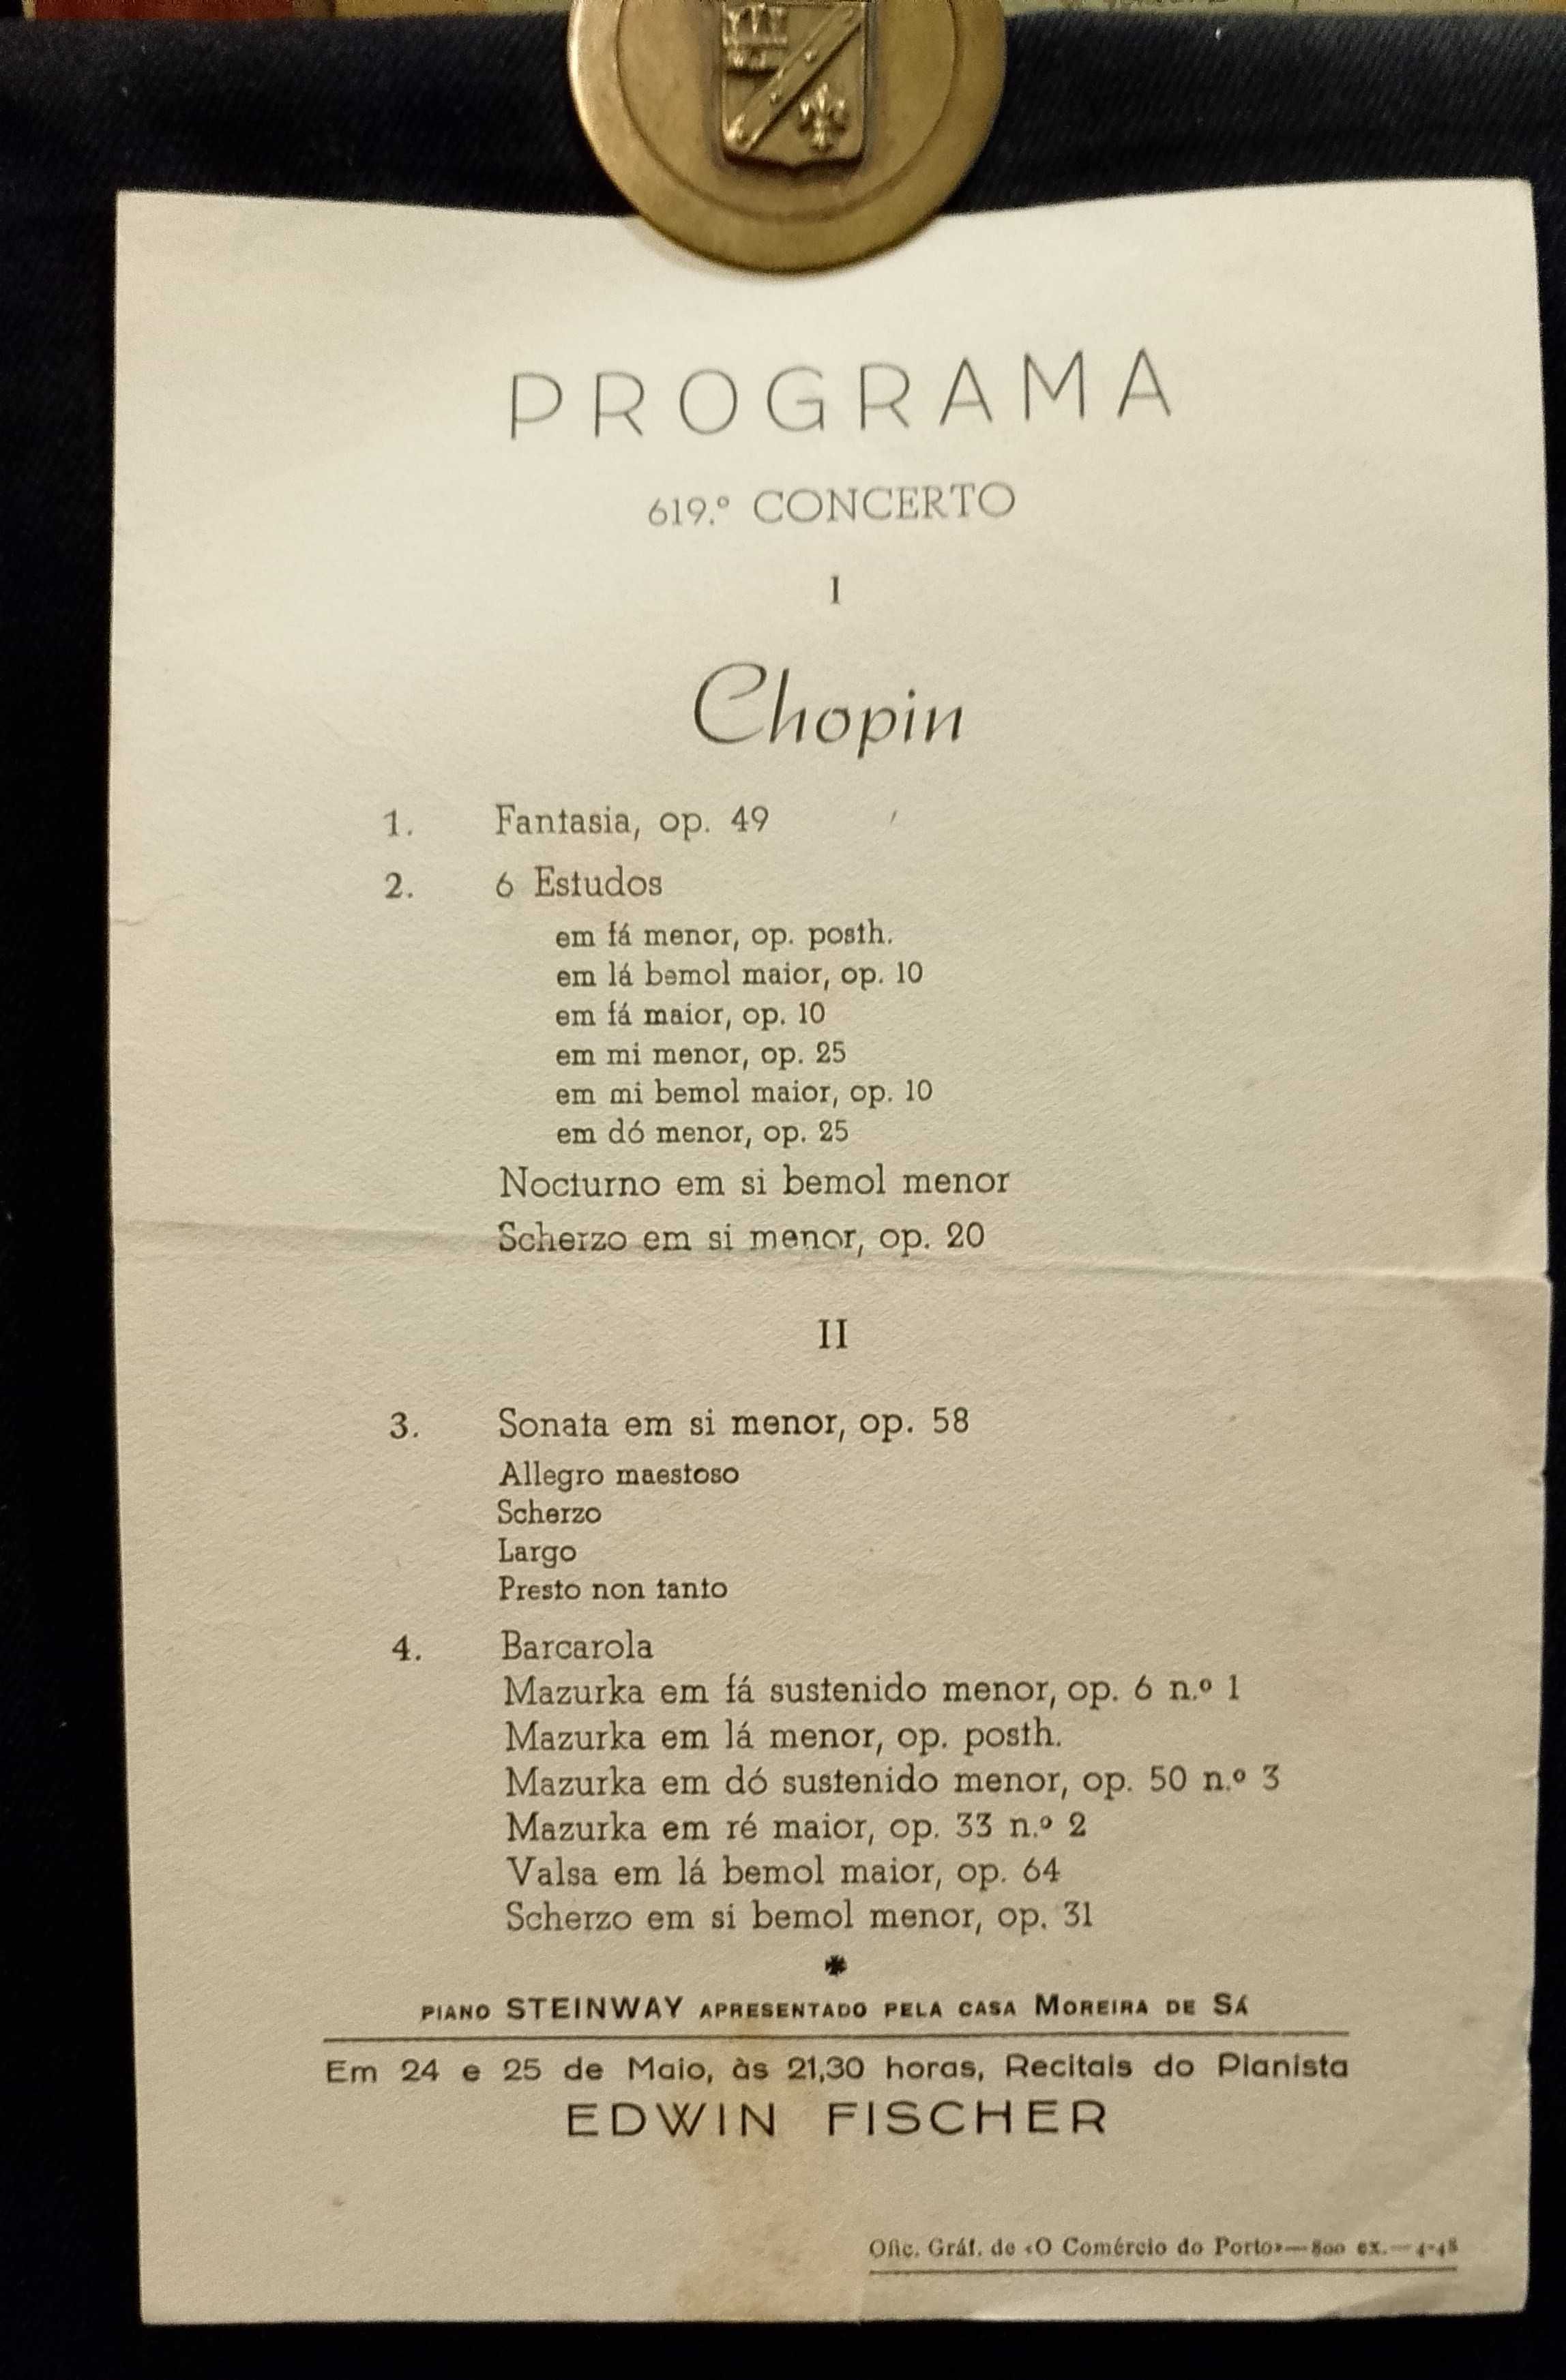 PROGRAMA
619.º CONCERTO
I
Chopin
1. Fantasia, op. 49
2. 6 Estudos
em fá menor, op. posth.
em lá bemol maior, op. 10
em fá maior, op. 10
em mi menor, op. 25
em mi bemol maior, op. 10
em dó menor, op. 25
Nocturno em si bemol menor
Scherzo em si menor, op. 20
II
3. Sonata em si menor, op. 58
Allegro maestoso
Scherzo
Largo
Presto non tanto
4. Barcarola
Mazurka em fá sustenido menor, op. 6 n.º 1
Mazurka em lá menor, op. posth.
Mazurka em dó sustenido menor, op. 50 n.º 3
Mazurka em ré maior, op. 33 n.º 2
Valsa em lá bemol maior, op. 64
Scherzo em si bemol menor, op. 31
PIANO STEINWAY APRESENTADO PELA CASA MOREIRA DE SÁ
Em 24 e 25 de Maio, às 21,30 horas, Recitais do Pianista
EDWIN FISCHER
Ofic. Gráf. de «O Comércio do Porto»—800 ex.—4-48